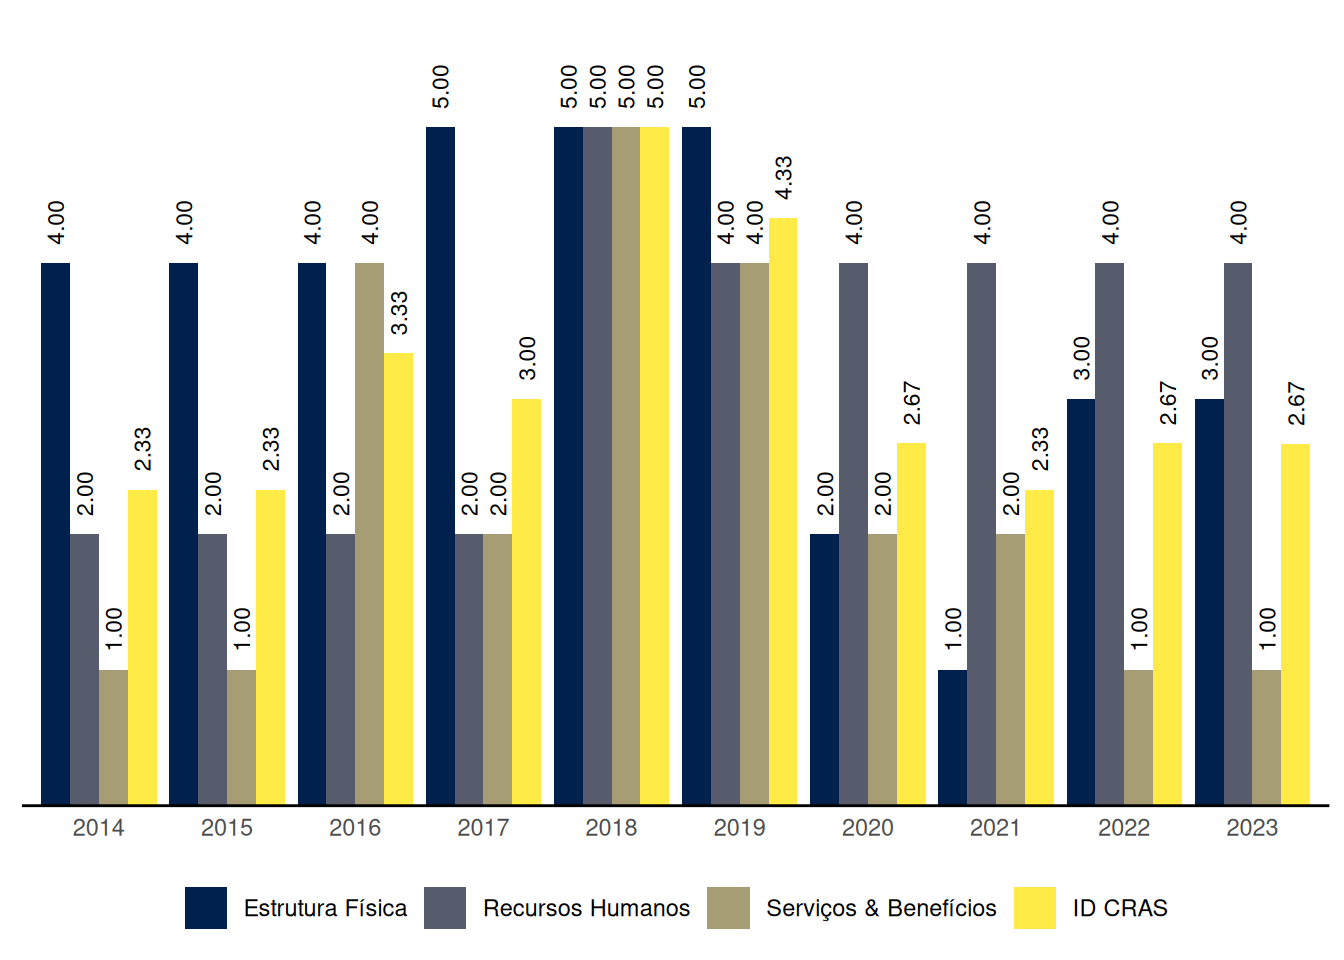 4.00 2.00 1.00 2.33 4.00 2.00 1.00 2.33 4.00 2.00 4.00 3.33 5.00 2.00 2.00 3.00 5.00 5.00 5.00 5.00 5.00 4.00 4.00 4.33 2.00 4.00 2.00 2.67 1.00 4.00 2.00 2.33 3.00 4.00 1.00 2.67 3.00 4.00 1.00 2.67
2014 2015 2016 2017 2018 2019 2020 2021 2022 2023
Estrutura Física Recursos Humanos Serviços & Benefícios ID CRAS